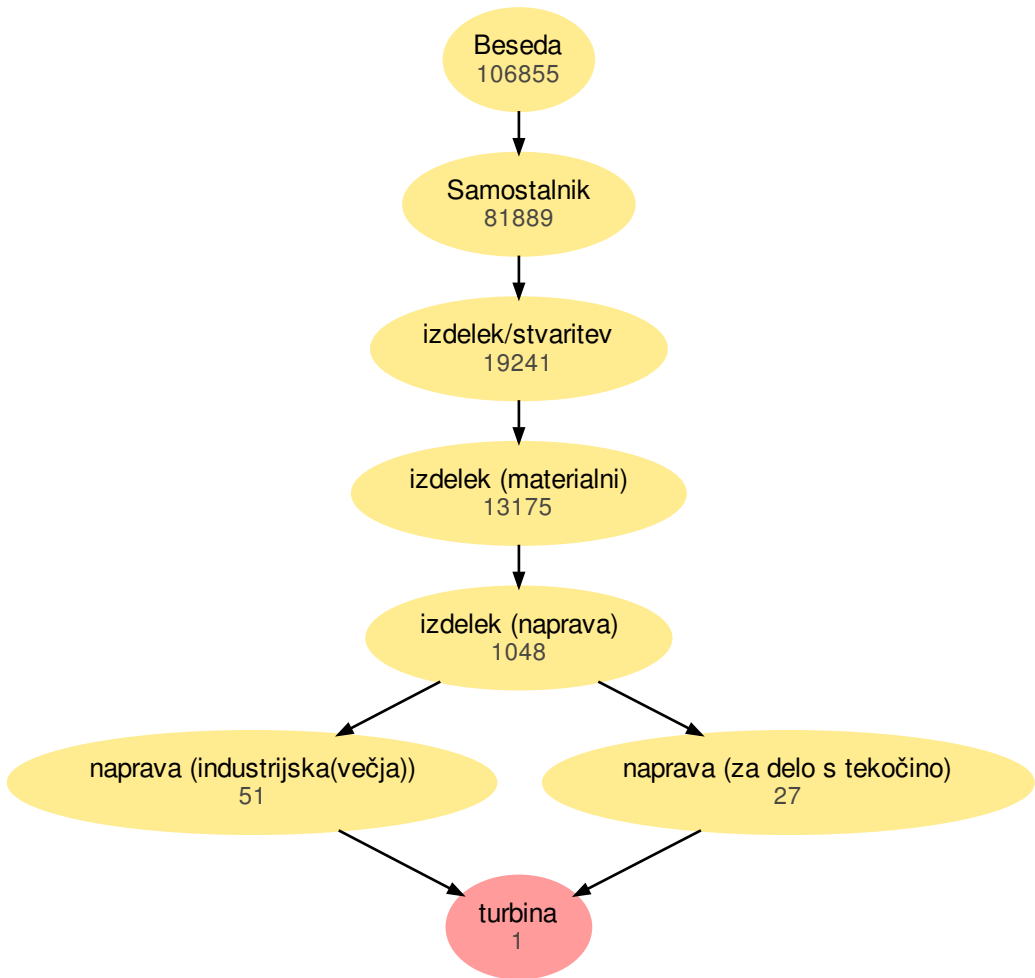 Beseda
106855
Samostalnik
81889
izdelek/stvaritev
19241
izdelek (materialni)
13175
izdelek (naprava)
1048
naprava (industrijska(večja))
51
naprava (za delo s tekočino)
27
turbina
1